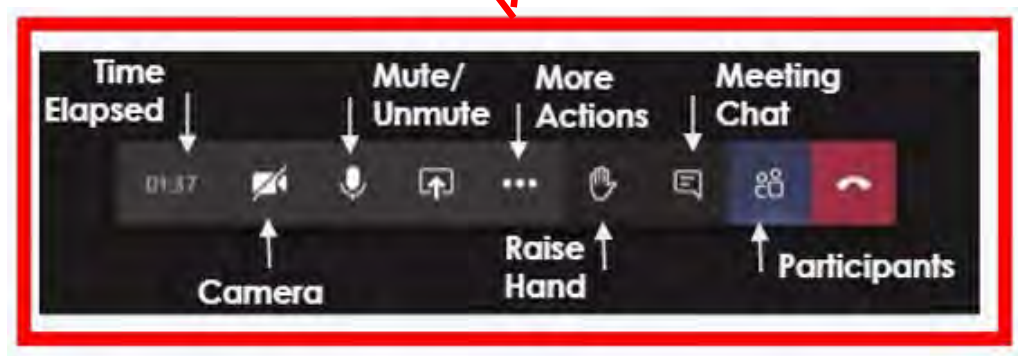 Time
Elapsed
Mute/
Unmute
More
Actions
Meeting
Chat
01:37
Camera
Raise
Hand
Participants